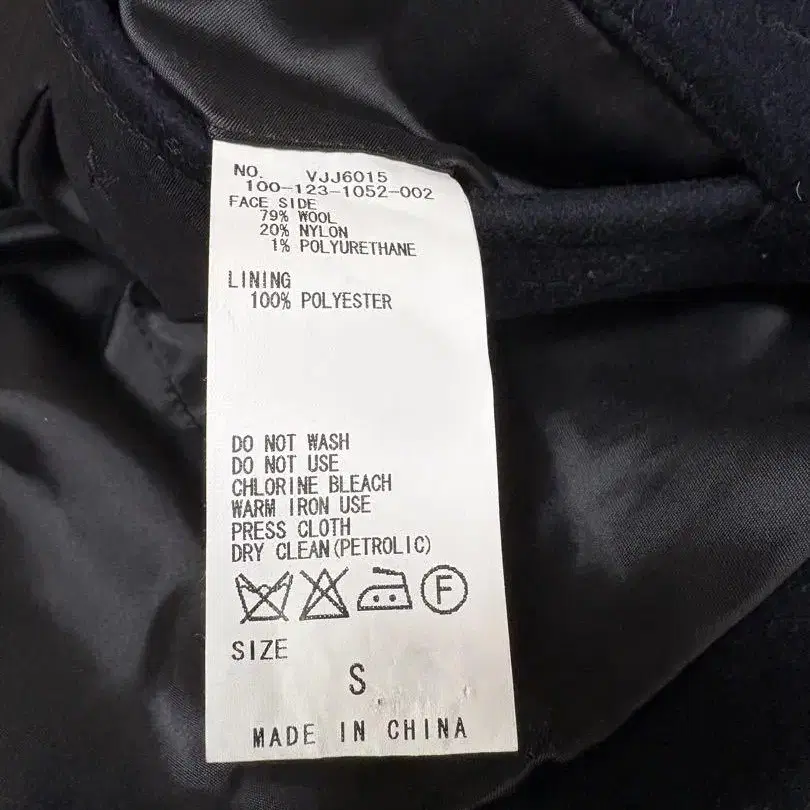 NO. VJJ6015
100-123-1052-002
FACE SIDE
79% WOOL
20% NYLON
1% POLYURETHANE
LINING
100% POLYESTER
DO NOT WASH
DO NOT USE
CHLORINE BLEACH
WARM IRON USE
PRESS CLOTH
DRY CLEAN(PETROLIC)
F
SIZE
S
MADE IN CHINA